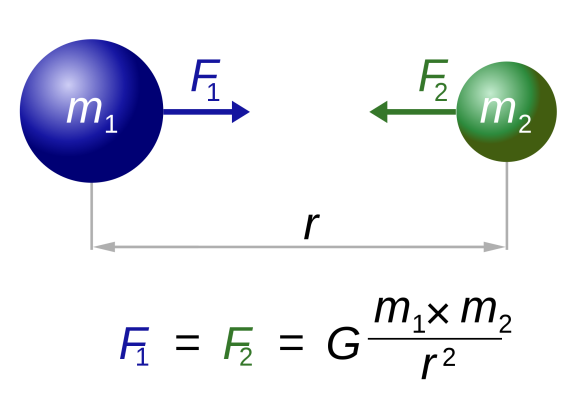 F₁ F₂
m₁ m₂
r
F₁ = F₂ = G m₁ × m₂ / r²